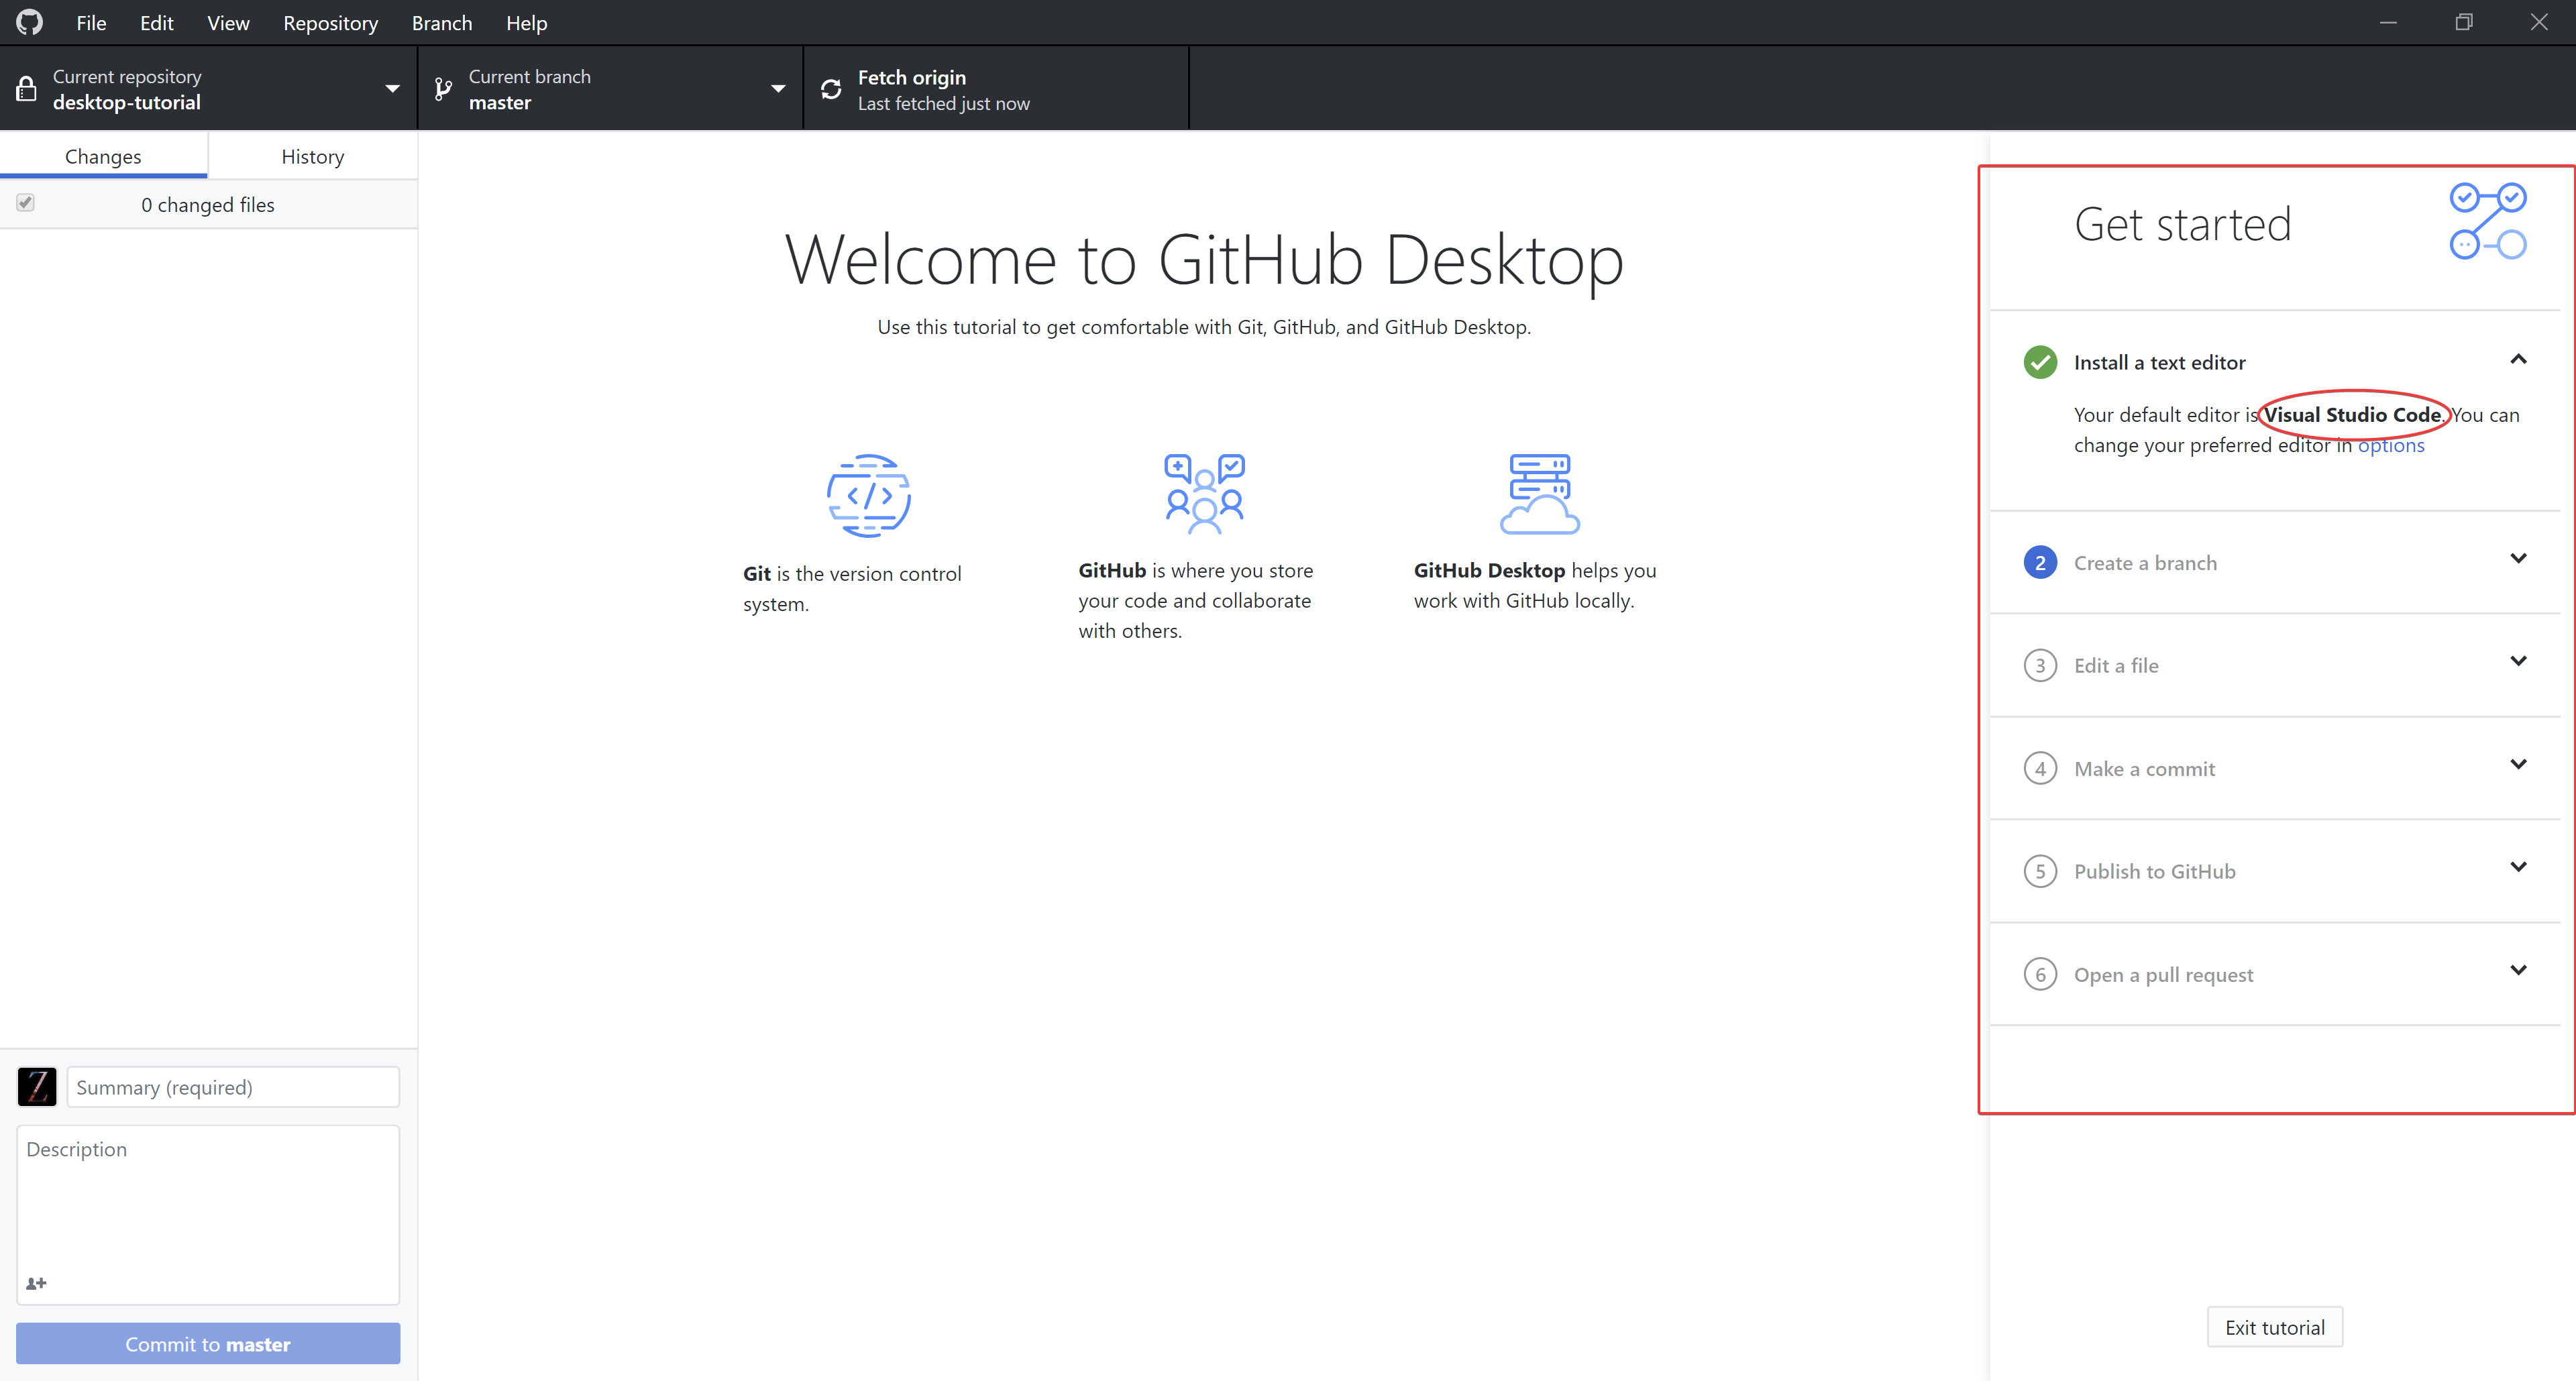 File Edit View Repository Branch Help
Current repository
desktop-tutorial
Current branch
master
Fetch origin
Last fetched just now
Changes
History
0 changed files
Welcome to GitHub Desktop
Use this tutorial to get comfortable with Git, GitHub, and GitHub Desktop.
Git is the version control
system.
GitHub is where you store
your code and collaborate
with others.
GitHub Desktop helps you
work with GitHub locally.
Get started
Install a text editor
Your default editor is Visual Studio Code. You can
change your preferred editor in options
2 Create a branch
3 Edit a file
4 Make a commit
5 Publish to GitHub
6 Open a pull request
Exit tutorial
Z
Summary (required)
Description
Commit to master